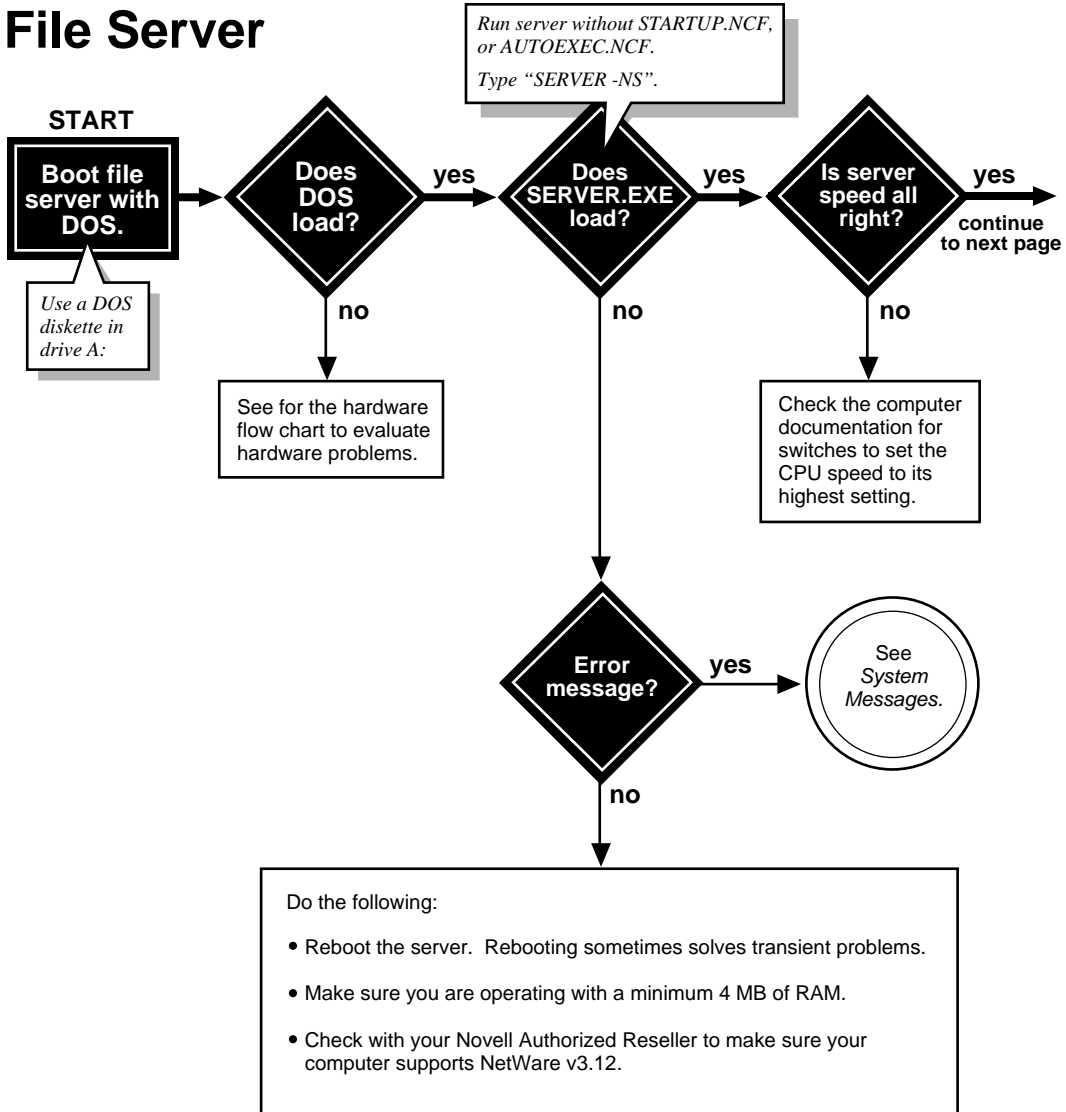 File Server
Run server without STARTUP.NCF,
or AUTOEXEC.NCF.
Type “SERVER -NS”.
START
Boot file
server with
DOS.
Use a DOS
diskette in
drive A:
Does
DOS
load?
yes
no
See for the hardware
flow chart to evaluate
hardware problems.
Does
SERVER.EXE
load?
yes
no
Is server
speed all
right?
yes
continue
to next page
no
Check the computer
documentation for
switches to set the
CPU speed to its
highest setting.
Error
message?
yes
See
System
Messages.
no
Do the following:
• Reboot the server.  Rebooting sometimes solves transient problems.
• Make sure you are operating with a minimum 4 MB of RAM.
• Check with your Novell Authorized Reseller to make sure your
computer supports NetWare v3.12.